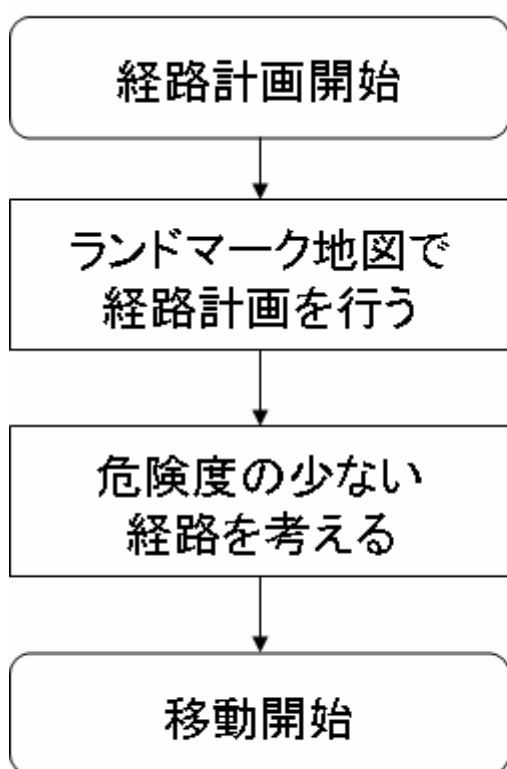 経路計画開始
ランドマーク地図で
経路計画を行う
危険度の少ない
経路を考える
移動開始